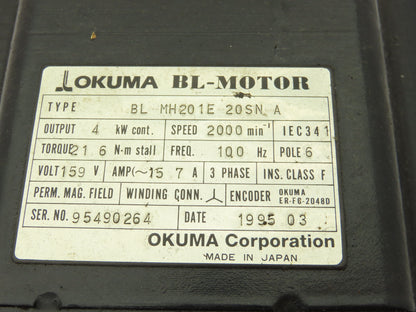 OKUMA BL-MOTOR
TYPE BL MH201E 20SN A
OUTPUT 4 kW cont. SPEED 2000 min⁻¹ IEC341
TORQUE 21 6 N-m stall FREQ. 100 Hz POLE 6
VOLT 159 V AMP(~) 15 7 A 3 PHASE INS. CLASS F
PERM. MAG. FIELD WINDING CONN. ENCODER OKUMA ER-FG-2048D
SER. NO. 95490264 DATE 1995 03
OKUMA Corporation
MADE IN JAPAN